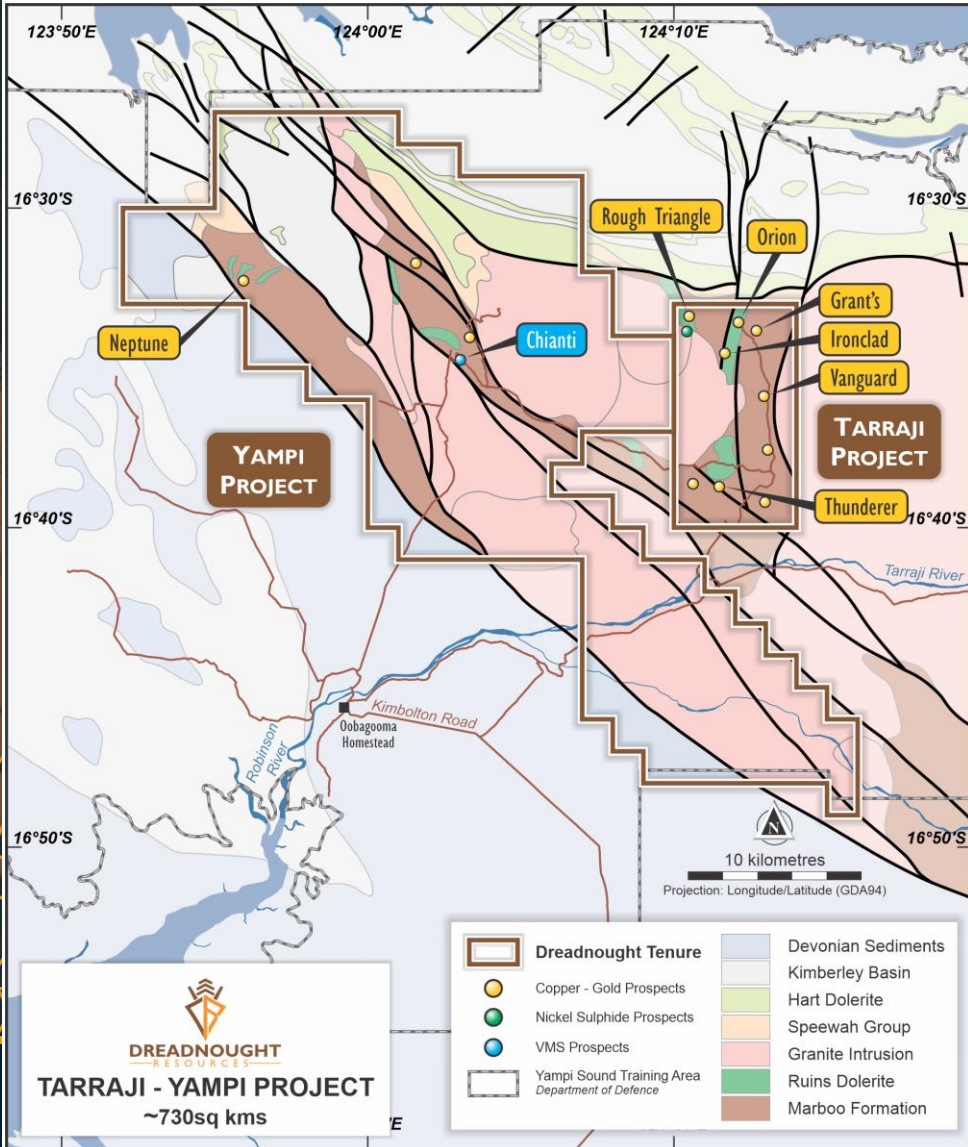 123°50'E
124°00'E
124°10'E
16°30'S
16°30'S
Rough Triangle
Orion
Grant's
Neptune
Chianti
Ironclad
Vanguard
YAMPI
PROJECT
TARRAJI
PROJECT
Thunderer
16°40'S
16°40'S
Tarraji River
Kimbolton Road
Oobagooma
Homestead
Robinson
River
16°50'S
16°50'S
N
10 kilometres
Projection: Longitude/Latitude (GDA94)
Dreadnought Tenure
Copper - Gold Prospects
Nickel Sulphide Prospects
VMS Prospects
Yampi Sound Training Area
Department of Defence
Devonian Sediments
Kimberley Basin
Hart Dolerite
Speewah Group
Granite Intrusion
Ruins Dolerite
Marboo Formation
DREADNOUGHT
RESOURCES
TARRAJI - YAMPI PROJECT
~730sq kms